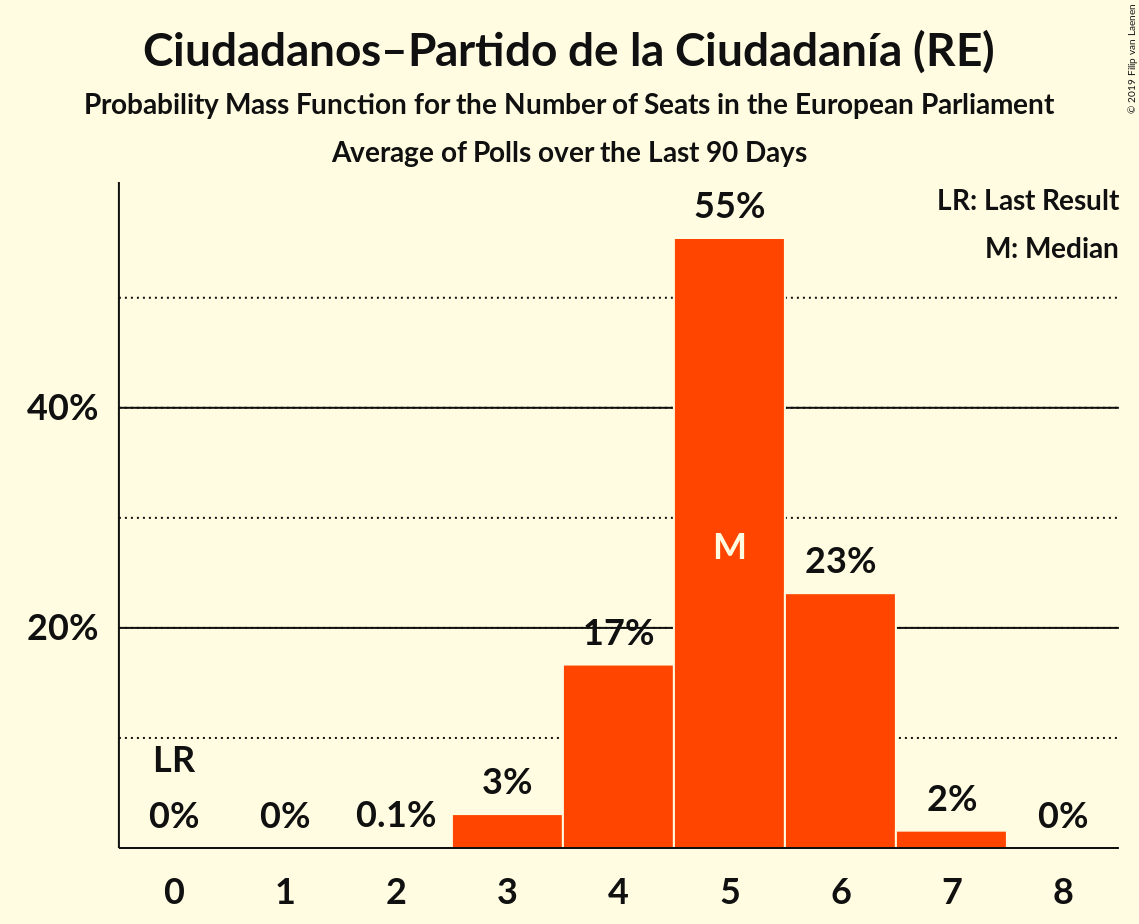 Ciudadanos–Partido de la Ciudadanía (RE)
Probability Mass Function for the Number of Seats in the European Parliament
Average of Polls over the Last 90 Days
© 2019 Filip van Laenen
LR: Last Result
M: Median
55%
40%
M
23%
20%
17%
LR
0%
0%
0.1%
3%
2%
0%
0 1 2 3 4 5 6 7 8